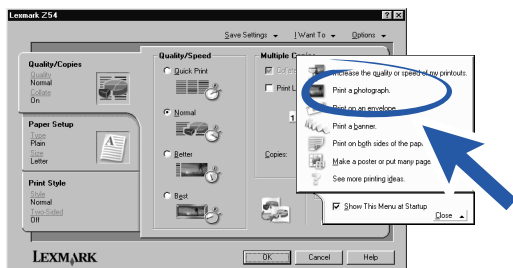 Lexmark Z54
Save Settings
I Want To
Options
Quality/Copies
Quality
Normal
Collate
On
Paper Setup
Type
Plain
Size
Letter
Print Style
Style
Normal
Two-Sided
Off
Quality/Speed
Quick Print
Normal
Better
Best
Multiple Copies
Print L
1
Copies:
Increase the quality or speed of my printouts.
Print a photograph.
Print on an envelope.
Print a banner.
Print on both sides of the pap
Make a poster or put many page
See more printing ideas.
Show This Menu at Startup
Close
LEXMARK
OK
Cancel
Help